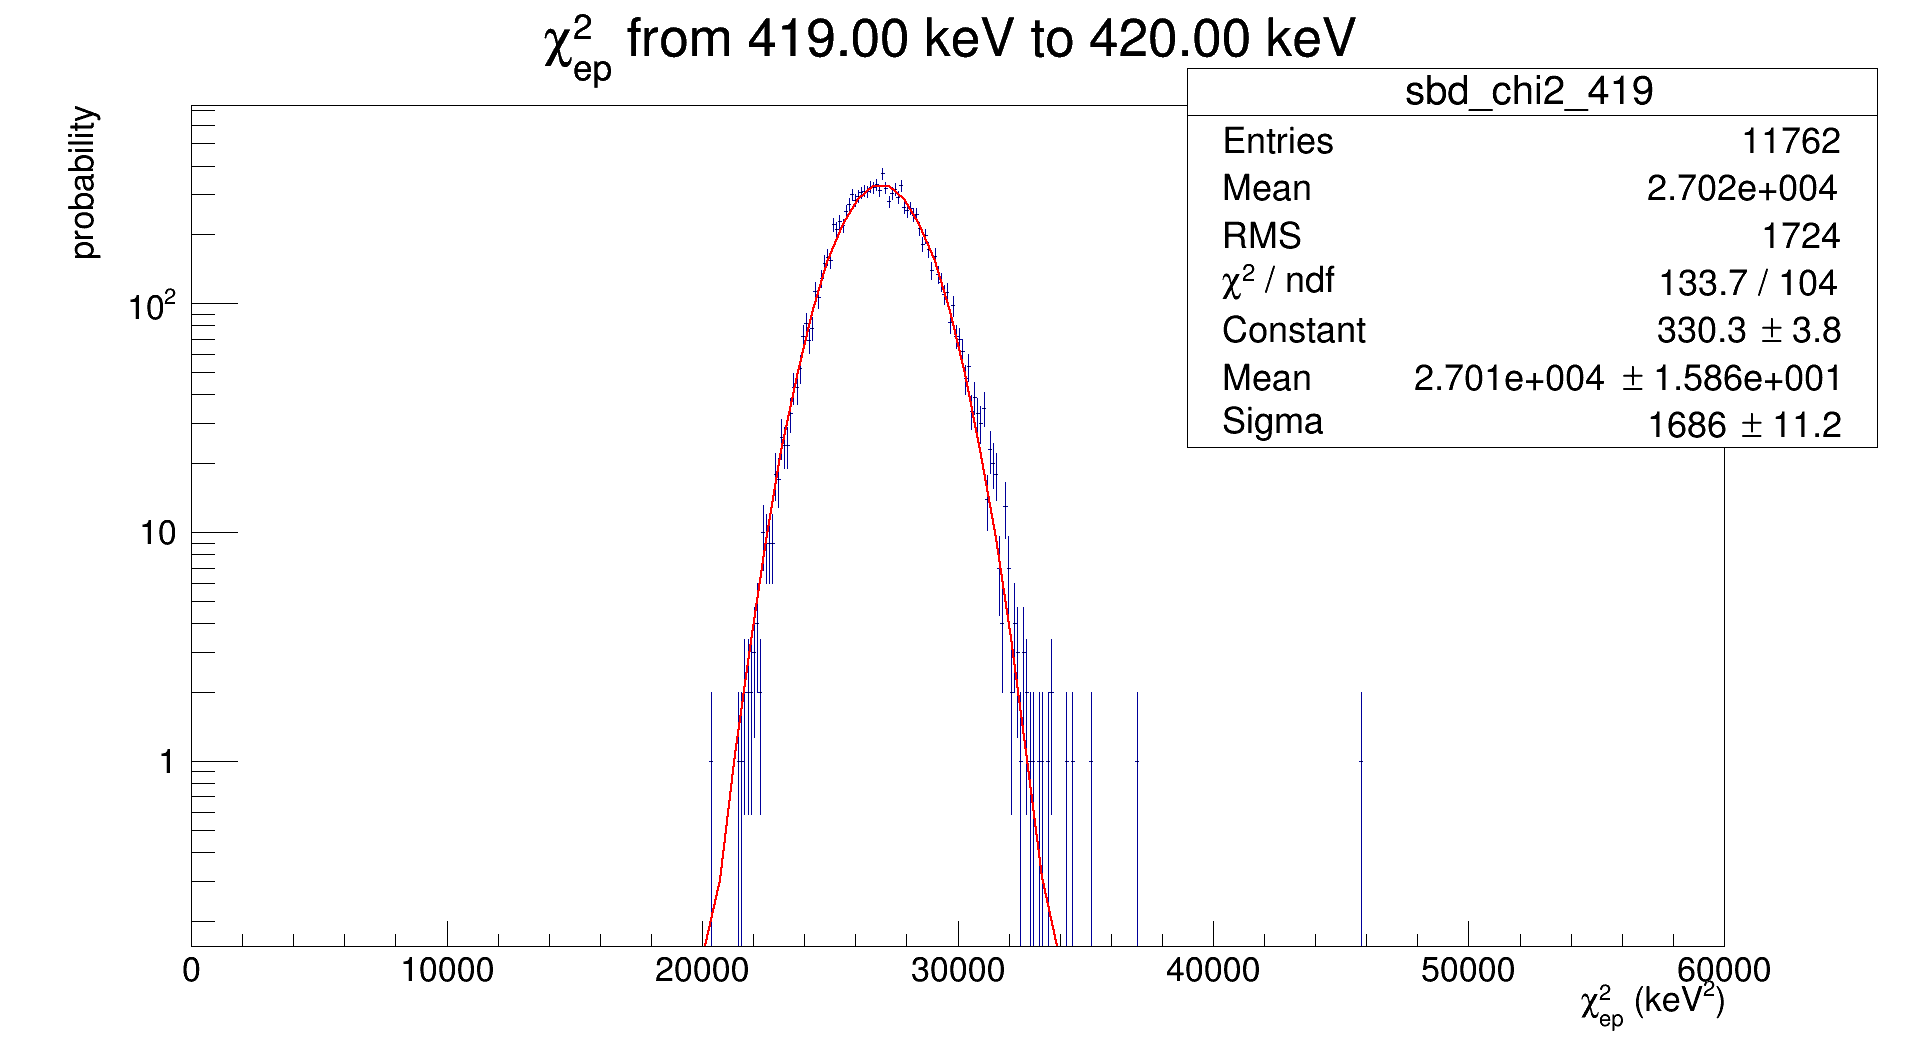 χ²ep from 419.00 keV to 420.00 keV
sbd_chi2_419
Entries 11762
Mean 2.702e+004
RMS 1724
χ² / ndf 133.7 / 104
Constant 330.3 ± 3.8
Mean 2.701e+004 ± 1.586e+001
Sigma 1686 ± 11.2
probability
10²
10
1
0 10000 20000 30000 40000 50000 60000
χ²ep (keV²)